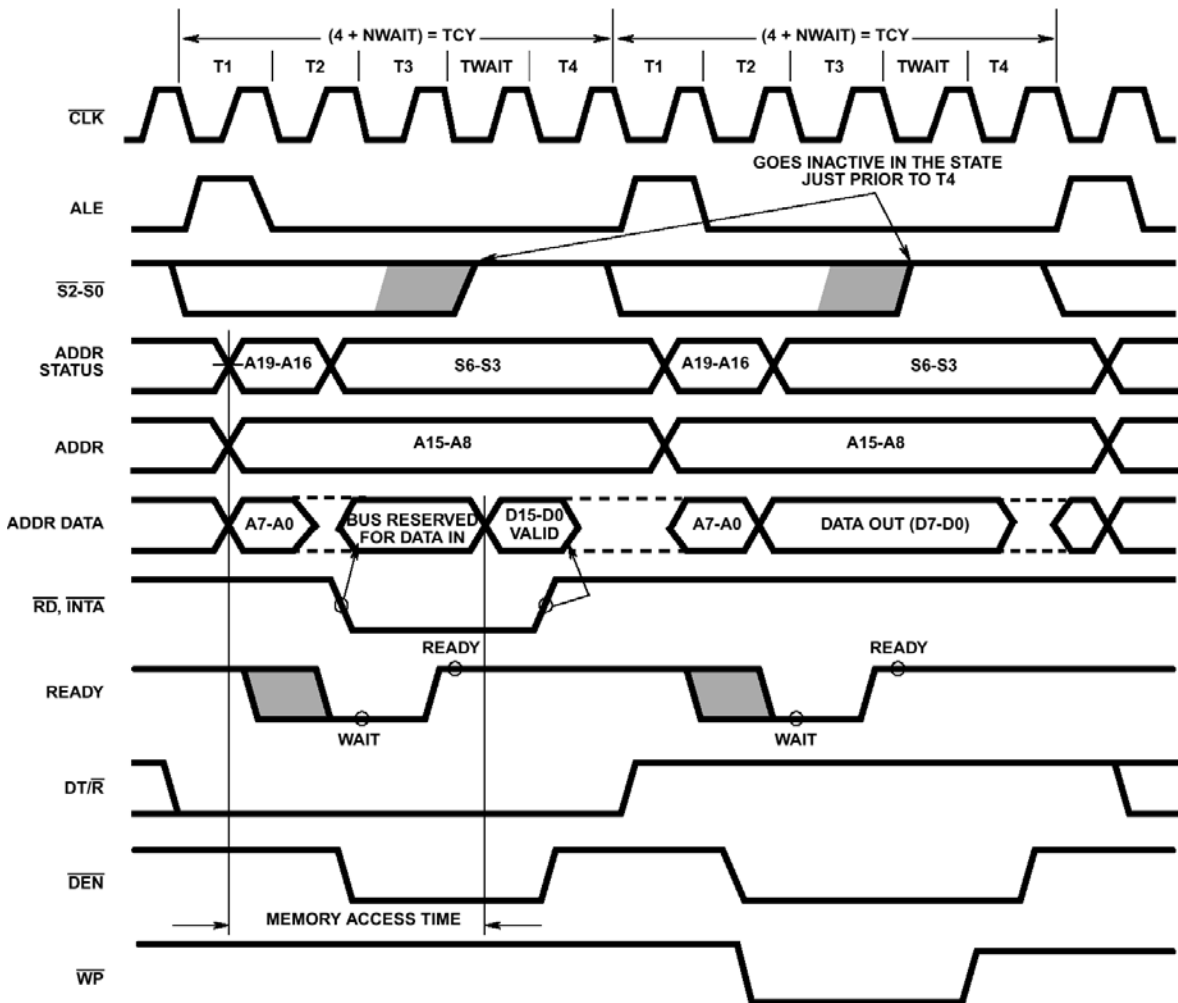 (4 + NWAIT) = TCY (4 + NWAIT) = TCY
T1 T2 T3 TWAIT T4 T1 T2 T3 TWAIT T4
CLK
GOES INACTIVE IN THE STATE
JUST PRIOR TO T4
ALE
S2-S0
ADDR
STATUS
A19-A16 S6-S3 A19-A16 S6-S3
ADDR A15-A8 A15-A8
ADDR DATA A7-A0
BUS RESERVED
FOR DATA IN
D15-D0
VALID
A7-A0 DATA OUT (D7-D0)
RD, INTA
READY READY
READY
WAIT WAIT
DT/R
DEN
MEMORY ACCESS TIME
WP